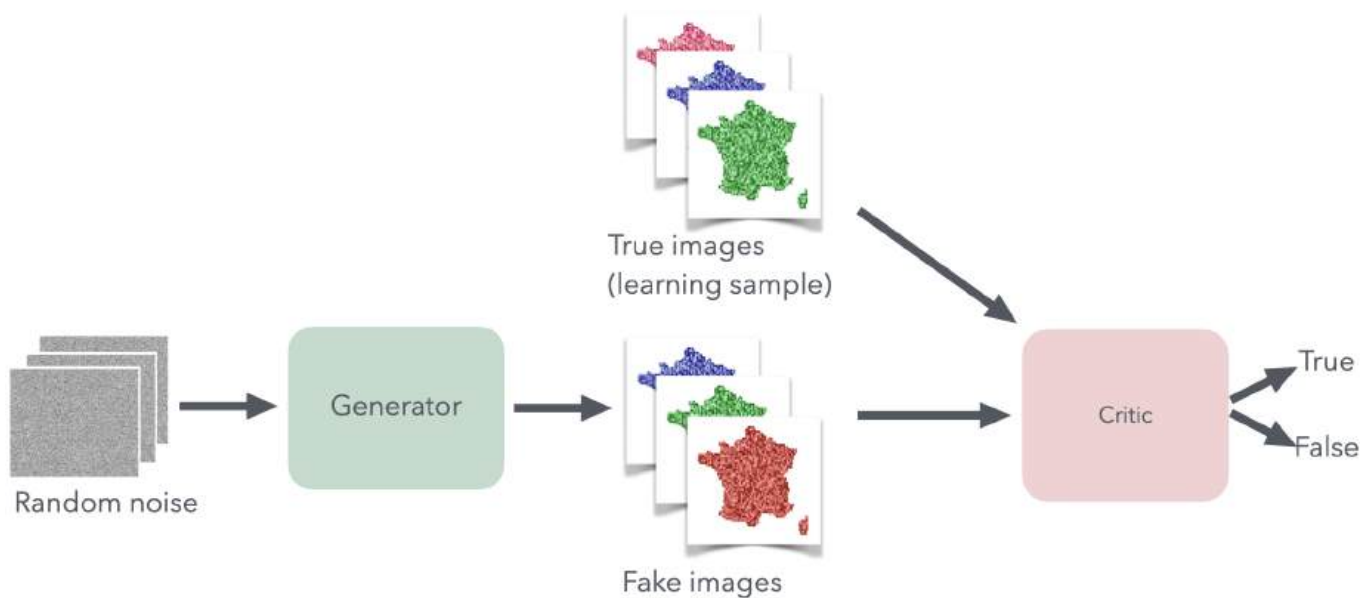 True images
(learning sample)
Random noise
Generator
Fake images
Critic
True
False